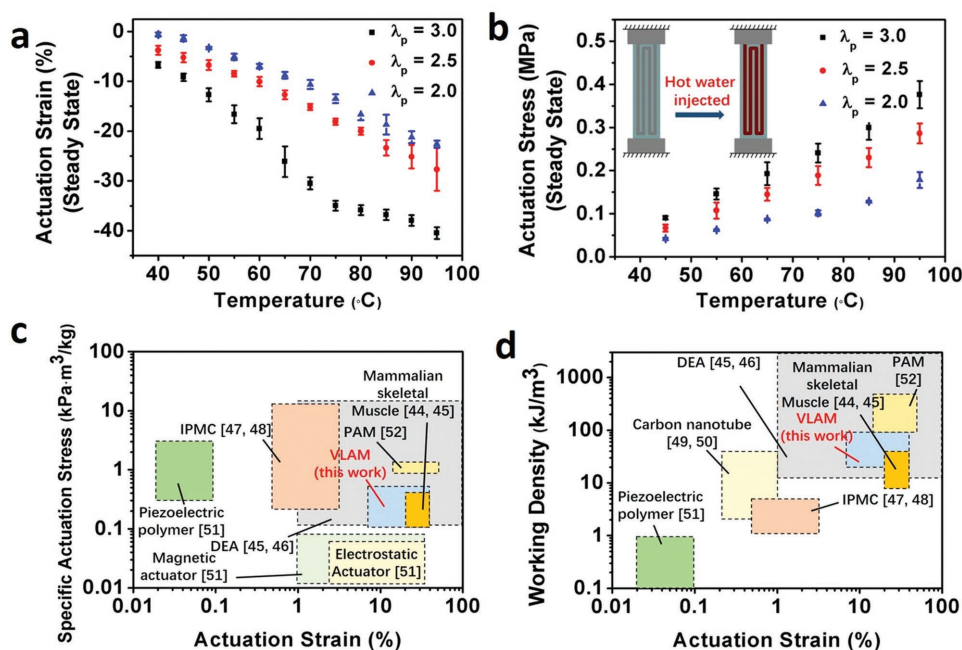 a
Actuation Strain (%)
(Steady State)
0
-10
-20
-30
-40
λp = 3.0
λp = 2.5
λp = 2.0
40 50 60 70 80 90 100
Temperature (◦C)
b
Actuation Stress (MPa)
(Steady State)
0.5
0.4
0.3
0.2
0.1
0.0
Hot water
injected
λp = 3.0
λp = 2.5
λp = 2.0
35 45 55 65 75 85 95 100
Temperature (◦C)
c
Specific Actuation Stress (kPa·m³/kg)
100
10
1
0.1
0.01
Mammalian
skeletal
Muscle [44, 45]
IPMC [47, 48]
PAM [52]
VLAM
(this work)
Piezoelectric
polymer [51]
DEA [45, 46]
Magnetic
actuator [51]
Electrostatic
Actuator [51]
0.01 0.1 1 10 100
Actuation Strain (%)
d
Working Density (kJ/m³)
1000
100
10
1
0.1
DEA [45, 46]
PAM
[52]
Mammalian
skeletal
Muscle [44, 45]
VLAM
(this work)
Carbon nanotube
[49, 50]
IPMC [47, 48]
Piezoelectric
polymer [51]
0.01 0.1 1 10 100
Actuation Strain (%)